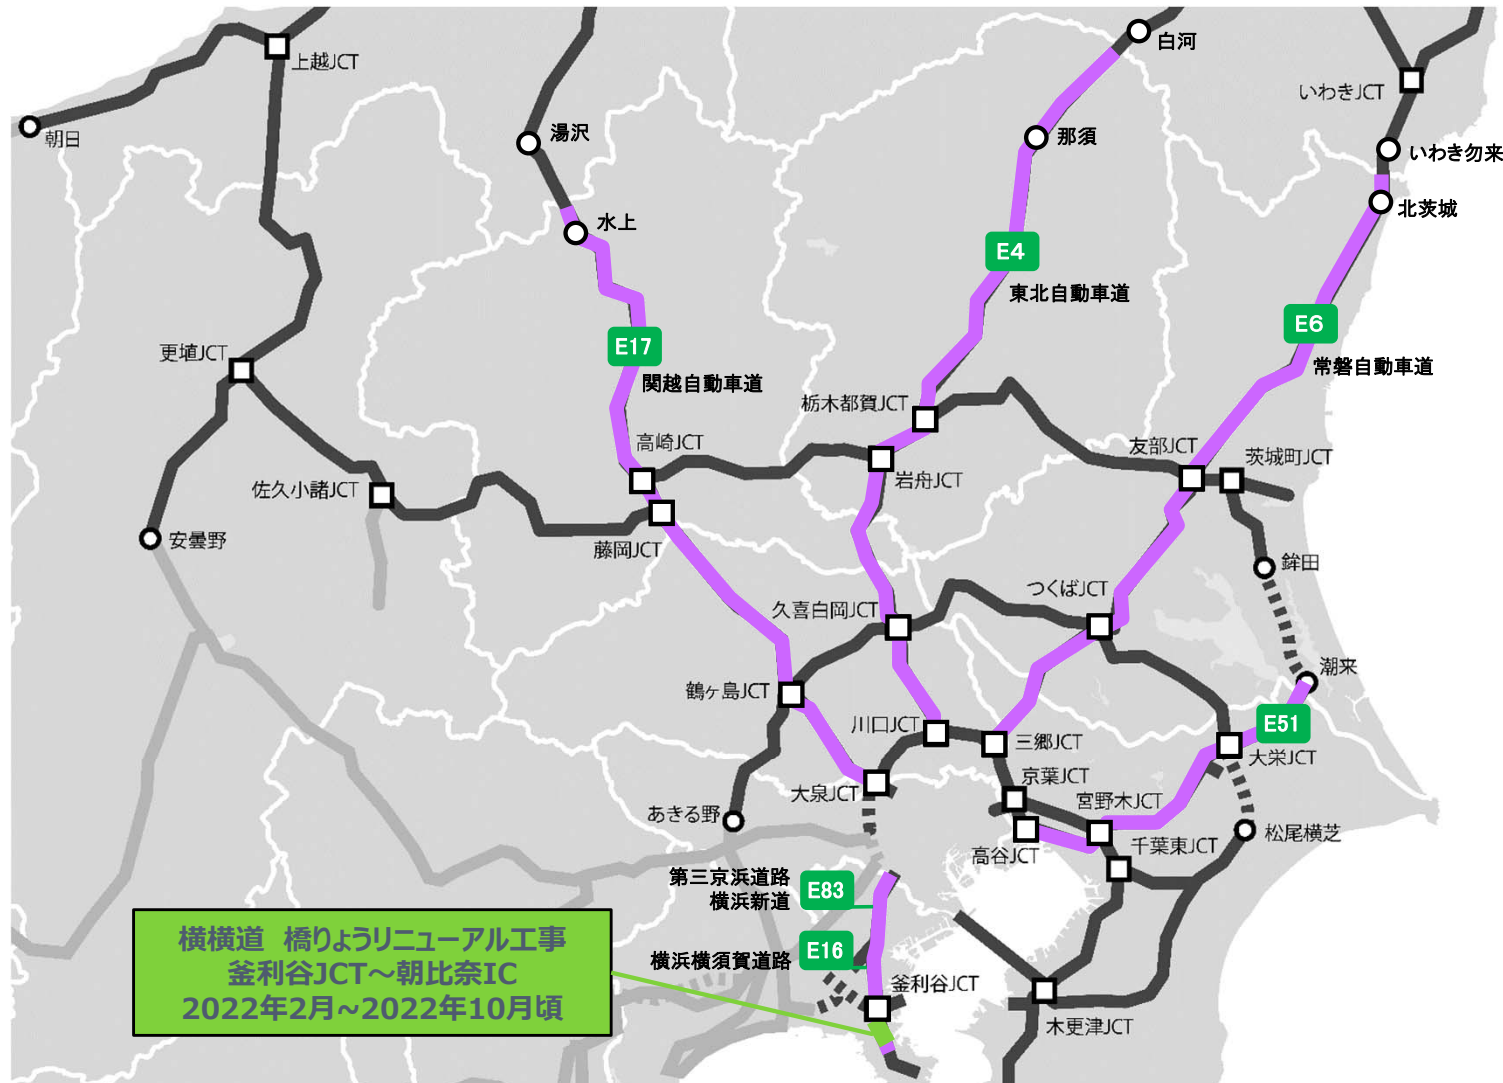 白河
上越JCT
いわきJCT
朝日
湯沢
那須
いわき勿来
水上
北茨城
E4
東北自動車道
E6
常磐自動車道
E17
関越自動車道
更埴JCT
栃木都賀JCT
高崎JCT
友部JCT
茨城町JCT
岩舟JCT
佐久小諸JCT
安曇野
藤岡JCT
鉾田
つくばJCT
久喜白岡JCT
潮来
鶴ヶ島JCT
川口JCT
三郷JCT
E51
大栄JCT
京葉JCT
大泉JCT
宮野木JCT
あきる野
松尾横芝
千葉東JCT
高谷JCT
第三京浜道路
横浜新道
E83
横浜横須賀道路
E16
釜利谷JCT
木更津JCT
横横道 橋りょうリニューアル工事
釜利谷JCT～朝比奈IC
2022年2月~2022年10月頃